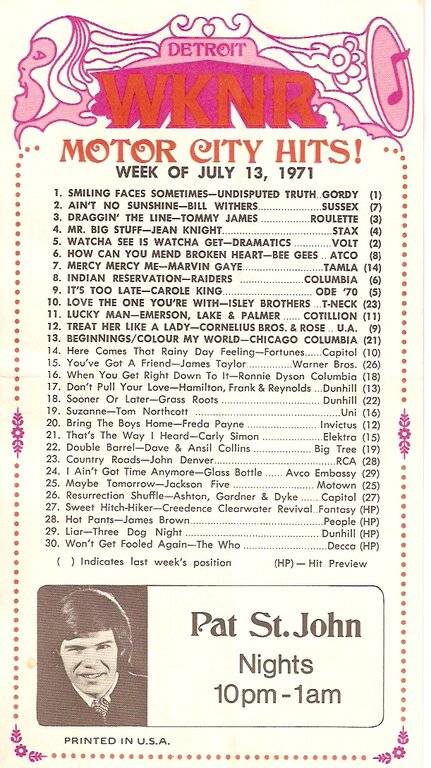 DETROIT
WKNR
MOTOR CITY HITS!
WEEK OF JULY 13, 1971
1. SMILING FACES SOMETIMES—UNDISPUTED TRUTH..GORDY (1)
2. AIN'T NO SUNSHINE—BILL WITHERS..................SUSSEX (7)
3. DRAGGIN' THE LINE—TOMMY JAMES .............ROULETTE (3)
4. MR. BIG STUFF—JEAN KNIGHT...........................STAX (4)
5. WATCHA SEE IS WATCHA GET—DRAMATICS ..........VOLT (2)
6. HOW CAN YOU MEND BROKEN HEART—BEE GEES .. ATCO (8)
7. MERCY MERCY ME—MARVIN GAYE......................TAMLA (14)
8. INDIAN RESERVATION—RAIDERS ..................COLUMBIA (6)
9. IT'S TOO LATE—CAROLE KING.......................ODE '70 (5)
10. LOVE THE ONE YOU'RE WITH—ISLEY BROTHERS ...T-NECK (23)
11. LUCKY MAN—EMERSON, LAKE & PALMER ......COTILLION (11)
12. TREAT HER LIKE A LADY—CORNELIUS BROS. & ROSE .. U.A. (9)
13. BEGINNINGS/COLOUR MY WORLD—CHICAGO COLUMBIA (21)
14. Here Comes That Rainy Day Feeling—Fortunes......Capitol (10)
15. You've Got A Friend—James Taylor..............Warner Bros. (26)
16. When You Get Right Down To It—Ronnie Dyson Columbia (18)
17. Don't Pull Your Love—Hamilton, Frank & Reynolds ...Dunhill (13)
18. Sooner Or Later—Grass Roots .........................Dunhill (22)
19. Suzanne—Tom Northcott ...............................Uni (16)
20. Bring The Boys Home—Freda Payne ................Invictus (12)
21. That's The Way I Heard—Carly Simon ...............Elektra (15)
22. Double Barrel—Dave & Ansil Collins ................Big Tree (19)
23. Country Roads—John Denver...........................RCA (28)
24. I Ain't Got Time Anymore—Glass Bottle ......Avco Embassy (29)
25. Maybe Tomorrow—Jackson Five .....................Motown (25)
26. Resurrection Shuffle—Ashton, Gardner & Dyke ......Capitol (27)
27. Sweet Hitch-Hiker—Creedence Clearwater Revival..Fantasy (HP)
28. Hot Pants—James Brown...............................People (HP)
29. Liar—Three Dog Night ................................Dunhill (HP)
30. Won't Get Fooled Again—The Who .....................Decca (HP)
( ) Indicates last week's position (HP)—Hit Preview
Pat St. John
Nights
10pm-1am
PRINTED IN U.S.A.